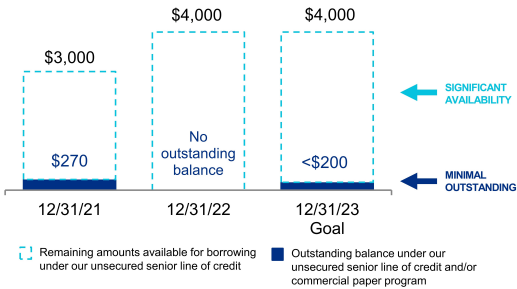 $4,000
$4,000
$3,000
SIGNIFICANT
AVAILABILITY
No
outstanding
balance
$270
<$200
MINIMAL
OUTSTANDING
12/31/21
12/31/22
12/31/23
Goal
Remaining amounts available for borrowing
under our unsecured senior line of credit
Outstanding balance under our
unsecured senior line of credit and/or
commercial paper program